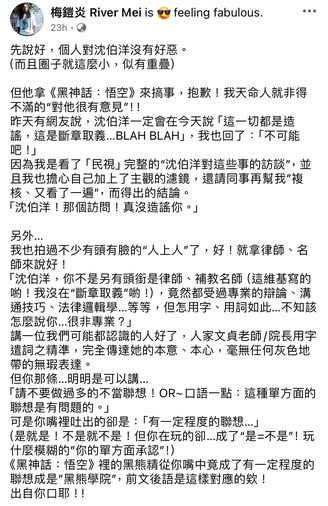 梅鎧炎 River Mei is 😎 feeling fabulous.
23h
先說好，個人對沈伯洋沒有好惡。
(而且圈子就這麼小，似有重疊)
但他拿《黑神話：悟空》來搞事，抱歉！我天命人就非得
不滿的“對他很有意見”!!
昨天有網友說，沈伯洋一定會在今天說「這一切都是造
謠，這是斷章取義...BLAH BLAH」，我也回了：「不可能
吧！」
因為我是看了「民視」完整的“沈伯洋對這些事的訪談”，並
且我也擔心自己加上了主觀的濾鏡，還請同事再幫我”複
核、又看了一遍”，而得出的結論。
「沈伯洋！那個訪問！真沒造謠你。」
另外...
我也拍過不少有頭有臉的“人上人”了，好！就拿律師、名
師來說好！
「沈伯洋，你不是另有頭銜是律師、補教名師 (這維基寫的
喲！我沒在“斷章取義”喲！)，竟然都受過專業的辯論、溝
通技巧、法律邏輯學...等等，但怎用字、用詞如此...不知該
怎麼說你...很非專業？」
講一位我們可能都認識的人好了，人家文貞老師/院長用字
遣詞之精準，完全傳達她的本意、本心，毫無任何灰色地
帶的無瑕表達。
但你那條...明明是可以講...
「請不要做過多的不當聯想！OR~口語一點：這種單方面的
聯想是有問題的。」
可是你嘴裡吐出的卻是：「有一定程度的聯想...」
(是就是！不是就不是！但你在玩的卻...成了“是=不是”！玩
什麼模糊的“你的單方面承認”！)
《黑神話：悟空》裡的黑熊精從你嘴中竟成了有一定程度的
聯想成是”黑熊學院”，前文後語是這樣對應的欸！
出自你口耶！！